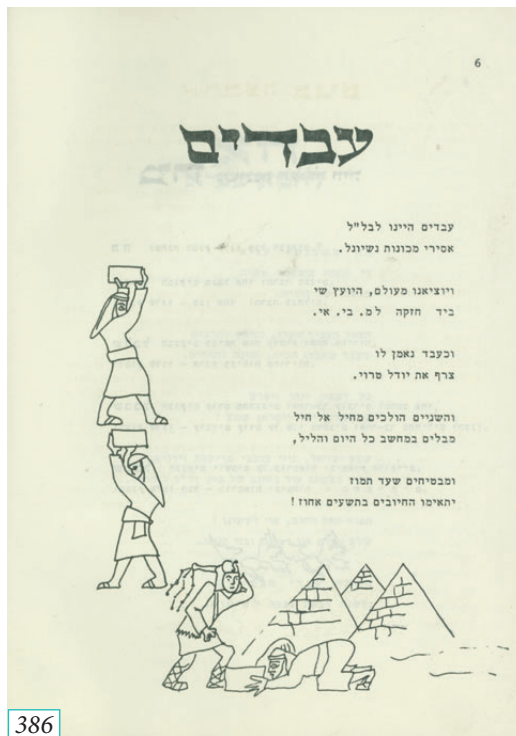 6
עבדים
עבדים היינו לבל"ל
אסירי מכונות נשיונל.
ויוציאנו מעולם, היועץ שי
ביד חזקה למ. בי. אי.
וכעבד נאמן לו
צרף את יודל טרוי.
והשניים הולכים מחיל אל חיל
מבלים במחשב כל היום והליל,
ומבטיחים שעד תמוז
יתאימו החיובים בתשעים אחוז!
386